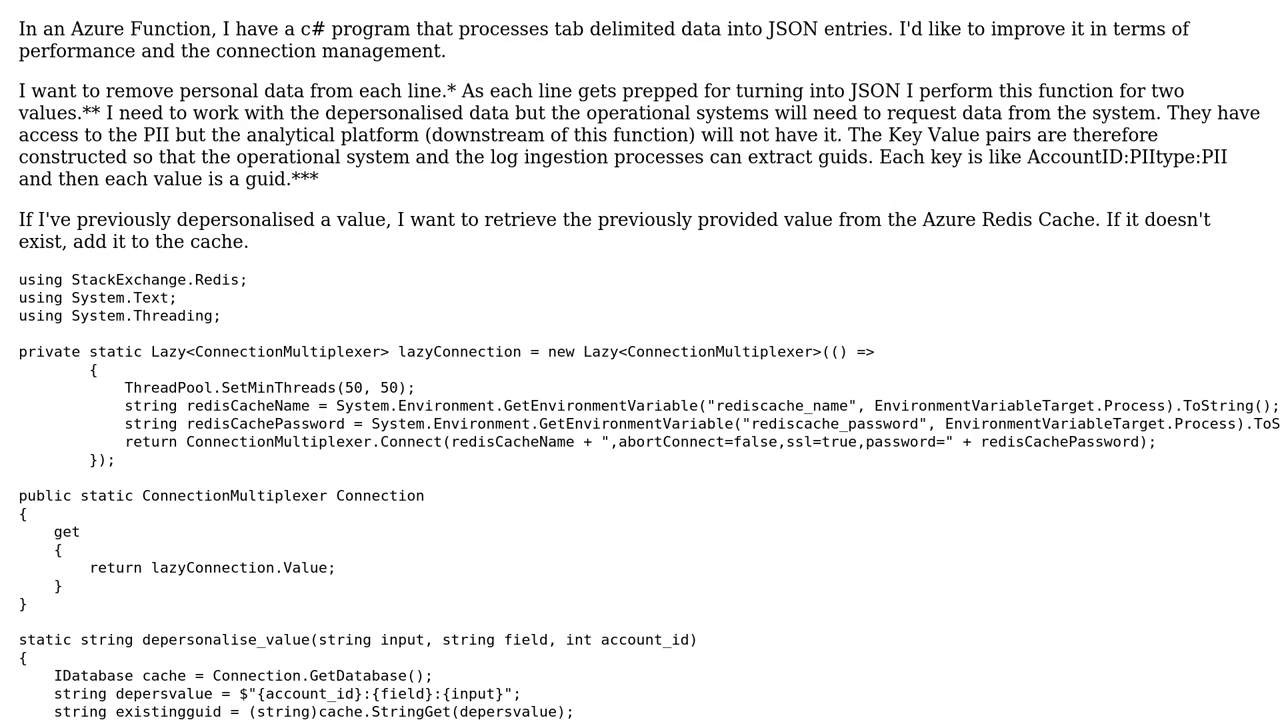 In an Azure Function, I have a c# program that processes tab delimited data into JSON entries. I'd like to improve it in terms of
performance and the connection management.
I want to remove personal data from each line.* As each line gets prepped for turning into JSON I perform this function for two
values.** I need to work with the depersonalised data but the operational systems will need to request data from the system. They have
access to the PII but the analytical platform (downstream of this function) will not have it. The Key Value pairs are therefore
constructed so that the operational system and the log ingestion processes can extract guids. Each key is like AccountID:PIItype:PII
and then each value is a guid.***
If I've previously depersonalised a value, I want to retrieve the previously provided value from the Azure Redis Cache. If it doesn't
exist, add it to the cache.
using StackExchange.Redis;
using System.Text;
using System.Threading;
private static Lazy<ConnectionMultiplexer> lazyConnection = new Lazy<ConnectionMultiplexer>(() =>
        {
            ThreadPool.SetMinThreads(50, 50);
            string redisCacheName = System.Environment.GetEnvironmentVariable("rediscache_name", EnvironmentVariableTarget.Process).ToString();
            string redisCachePassword = System.Environment.GetEnvironmentVariable("rediscache_password", EnvironmentVariableTarget.Process).ToS
            return ConnectionMultiplexer.Connect(redisCacheName + ",abortConnect=false,ssl=true,password=" + redisCachePassword);
        });
public static ConnectionMultiplexer Connection
{
    get
    {
        return lazyConnection.Value;
    }
}
static string depersonalise_value(string input, string field, int account_id)
{
    IDatabase cache = Connection.GetDatabase();
    string depersvalue = $"{account_id}:{field}:{input}";
    string existingguid = (string)cache.StringGet(depersvalue);